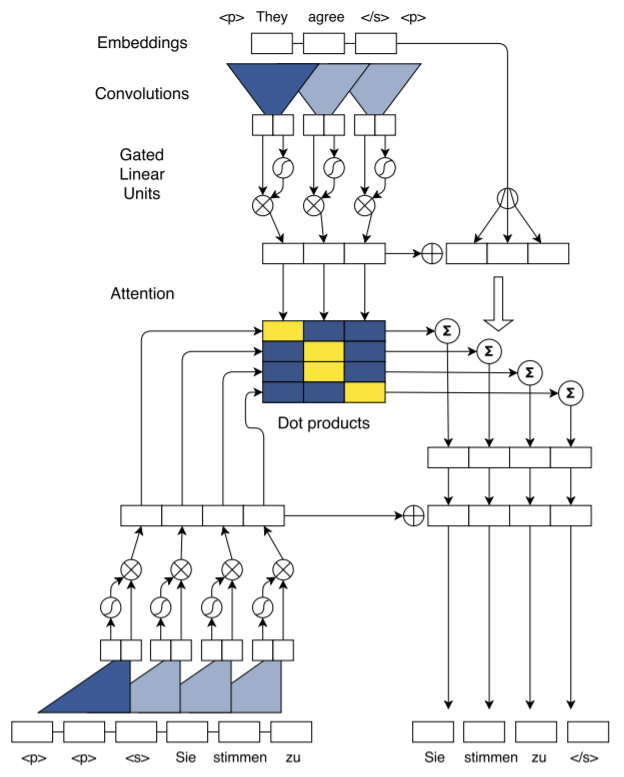 <p> They agree </s> <p>
Embeddings
Convolutions
Gated
Linear
Units
Attention
Σ
Σ
Σ
Σ
Dot products
<p> <p> <s> Sie stimmen zu
Sie stimmen zu </s>